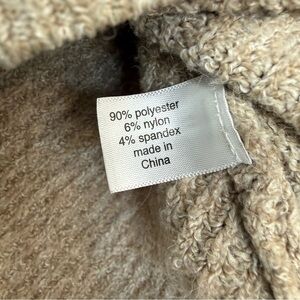 90% polyester
6% nylon
4% spandex
made in
China